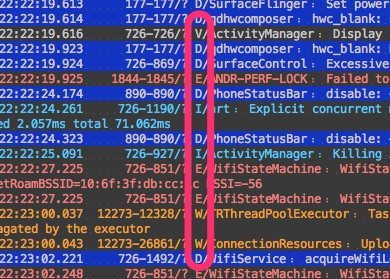 22:22:19.613 177-177/? D/SurfaceFlinger: Set power
22:22:19.614 177-177/? D/qdhwcomposer: hwc_blank:
22:22:19.616 726-726/? V/ActivityManager: Display
22:22:19.723 177-177/? D/qdhwcomposer: hwc_blank:
22:22:19.724 726-869/? D/SurfaceControl: Excessive
22:22:19.925 1844-1845/? E/ANDR-PERF-LOCK: Failed to
22:22:24.174 890-890/? D/PhoneStatusBar: disable:
22:22:24.261 726-1190/? I/art: Explicit concurrent
ed 2.057ms total 71.062ms
22:22:24.323 890-890/? D/PhoneStatusBar: disable:
22:22:25.091 726-927/? I/ActivityManager: Killing
22:22:27.225 726-851/? E/WifiStateMachine: WifiSta
etRoamBSSID=10:6f:3f:db:cc: SSI=-56
22:22:27.225 726-851/? E/WifiStateMachine: WifiSta
22:23:00.037 12273-12328/? W/TRThreadPoolExecutor: Tas
agated by the executor
22:23:00.043 12273-26861/? W/ConnectionResources: Uplo
22:23:02.221 726-1492/? D/WifiService: acquireWifi
22:23:02.248 726-851/? E/WifiStateMachine: WifiSta